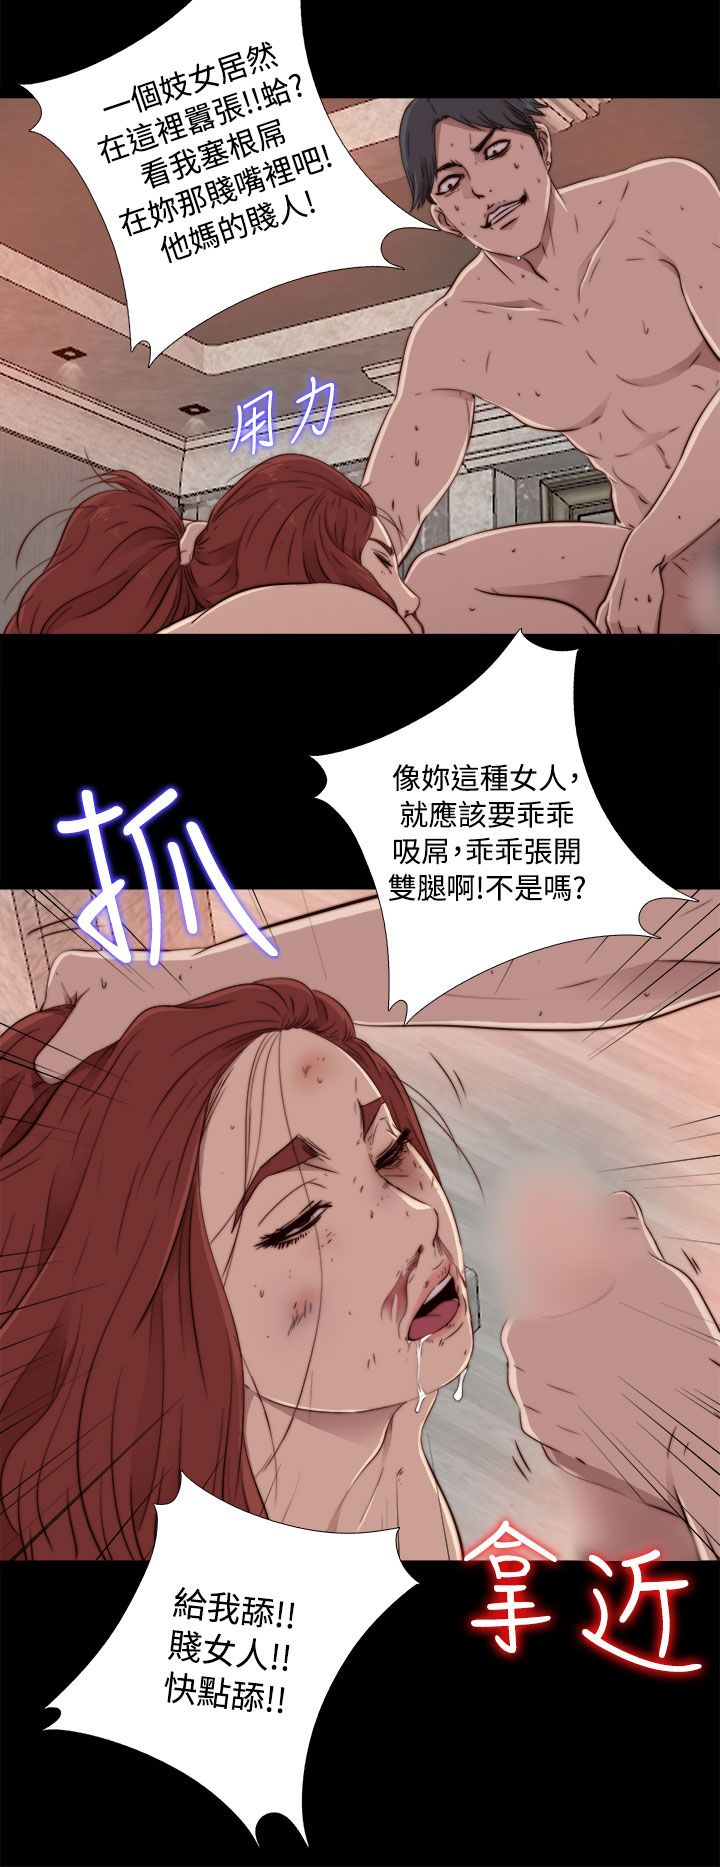 一個妓女居然
在這裡囂張!!蛤?
看我塞根屌
在妳那賤嘴裡吧!
他媽的賤人!
用力
像妳這種女人,
就應該要乖乖
吸屌,乖乖張開
雙腿啊!不是嗎?
抓
給我舔!!
賤女人!!
快點舔!!
拿近